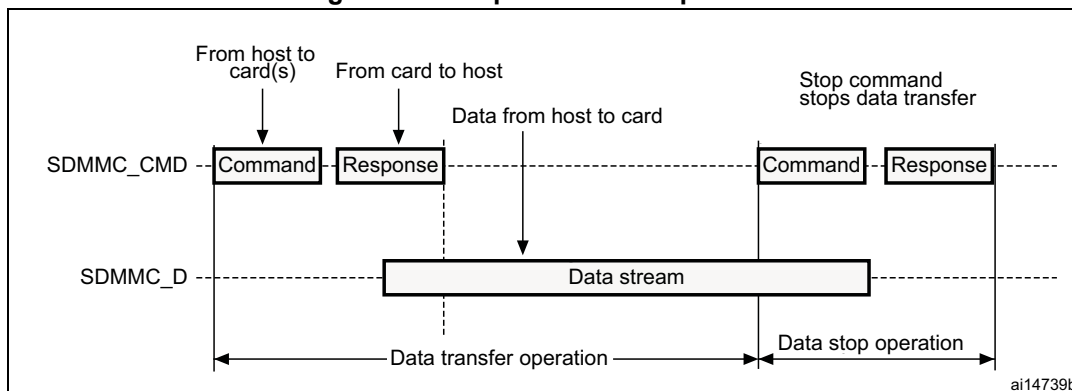 From host to
card(s)
From card to host
Data from host to card
Stop command
stops data transfer
SDMMC_CMD
Command
Response
Command
Response
SDMMC_D
Data stream
Data transfer operation
Data stop operation
ai14739b